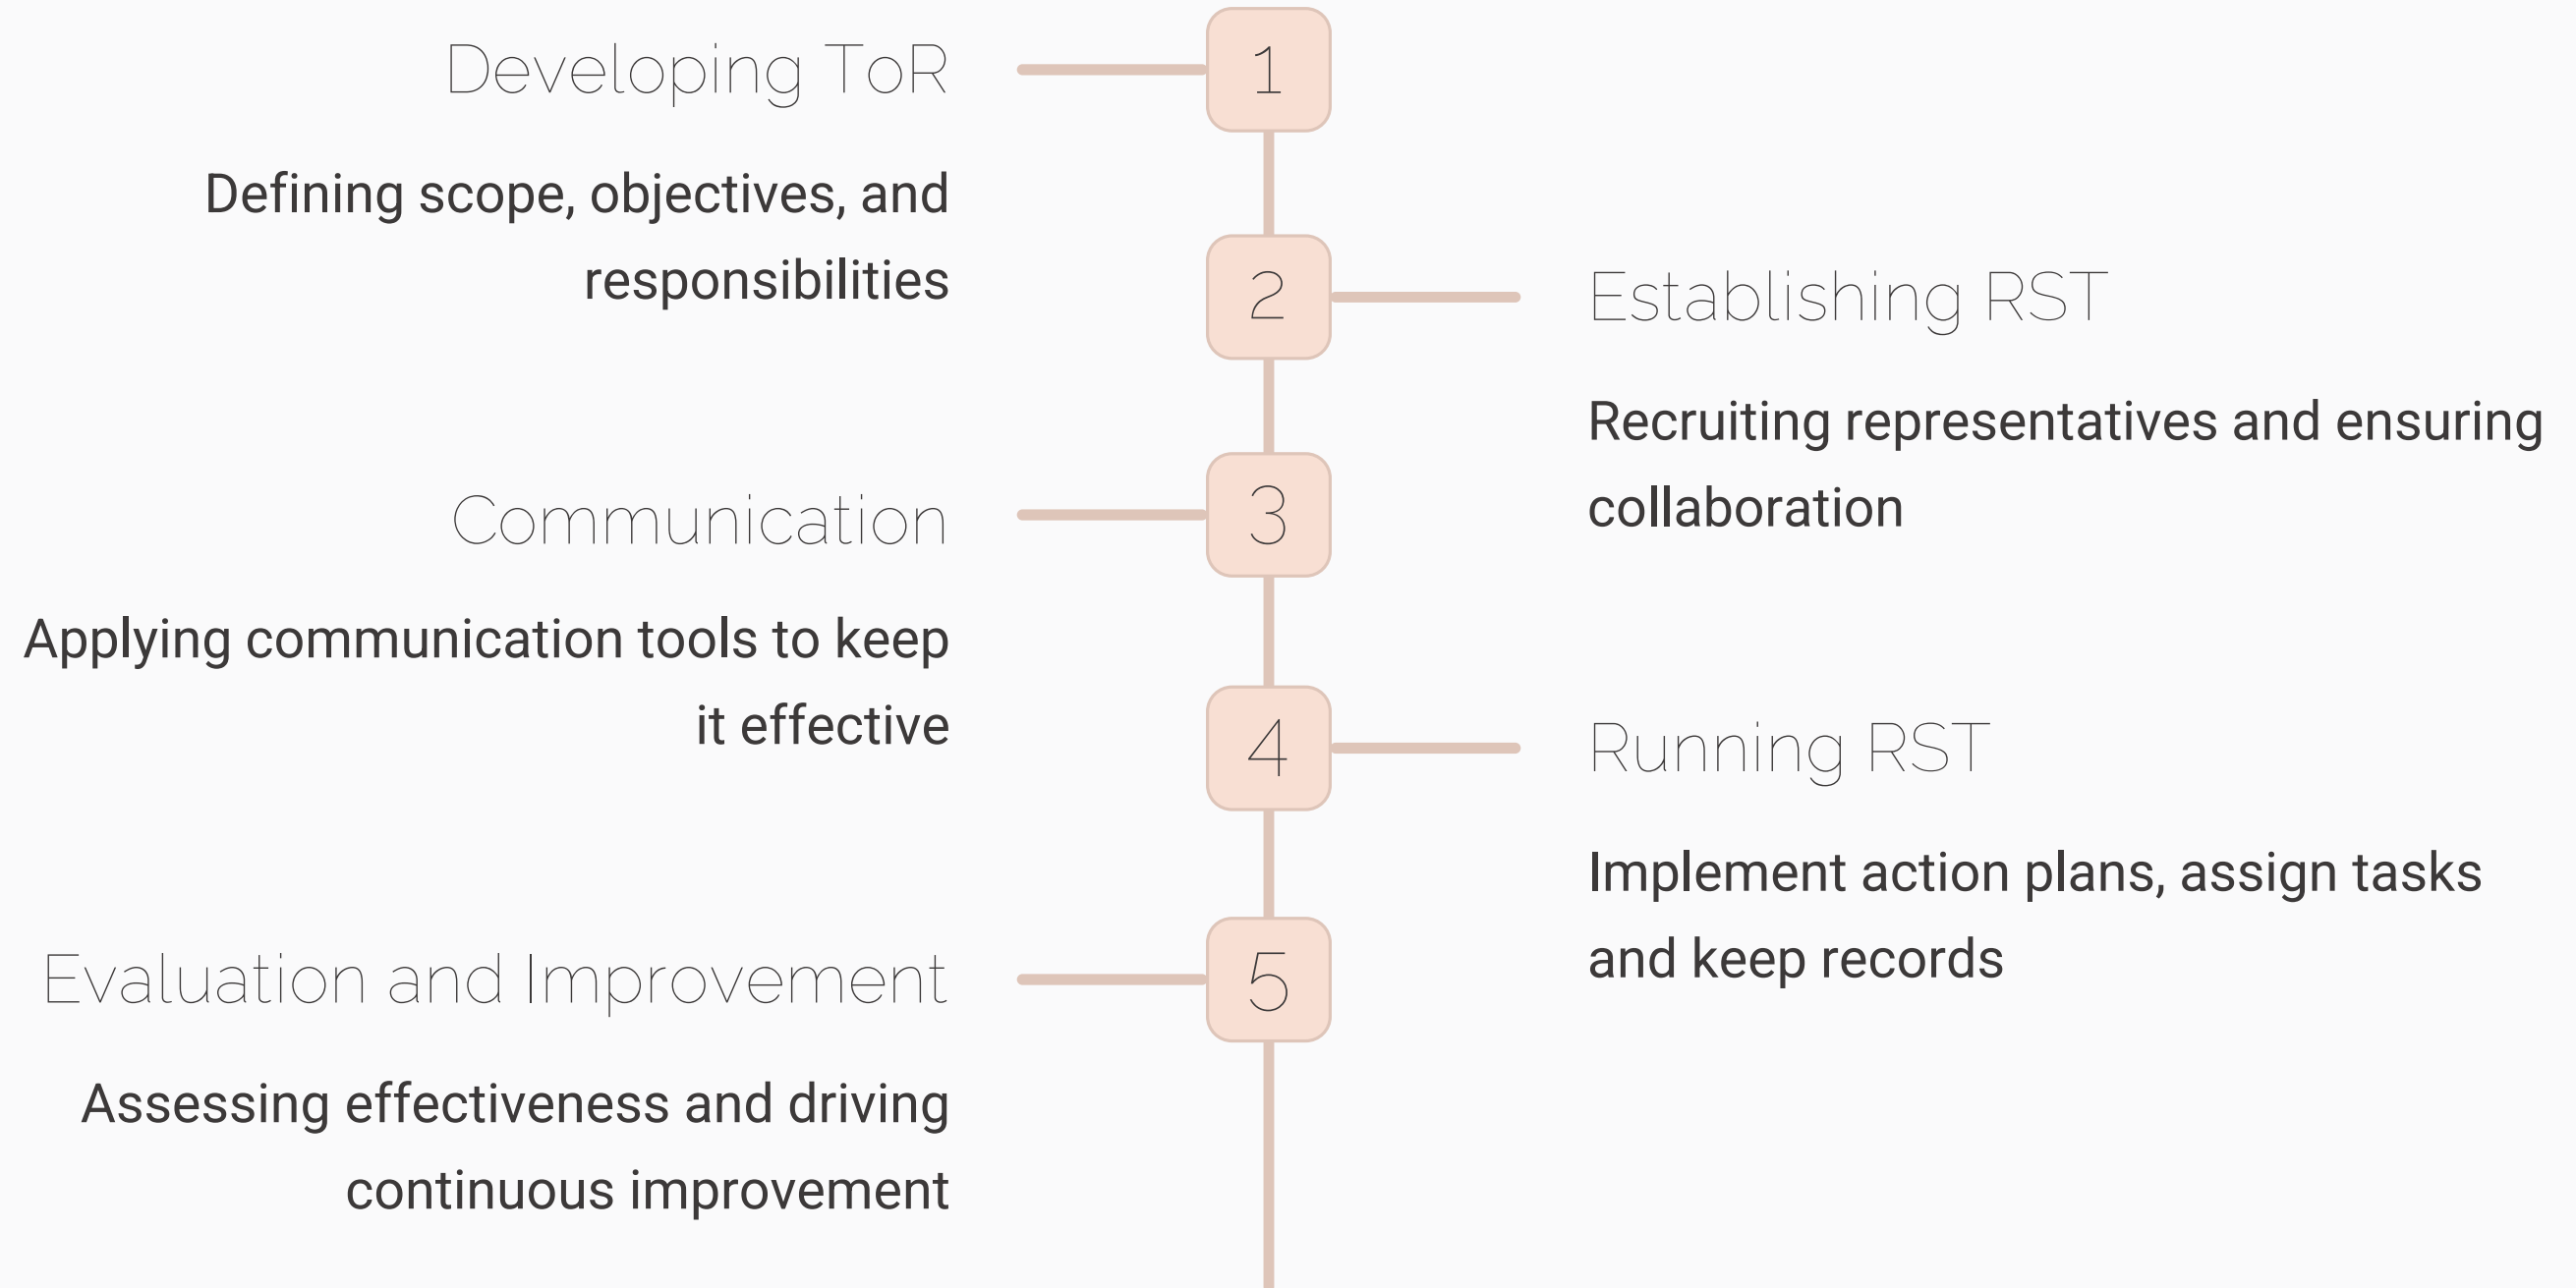 1
Developing ToR
Defining scope, objectives, and
responsibilities
2
Establishing RST
Recruiting representatives and ensuring
collaboration
3
Communication
Applying communication tools to keep
it effective
4
Running RST
Implement action plans, assign tasks
and keep records
5
Evaluation and Improvement
Assessing effectiveness and driving
continuous improvement